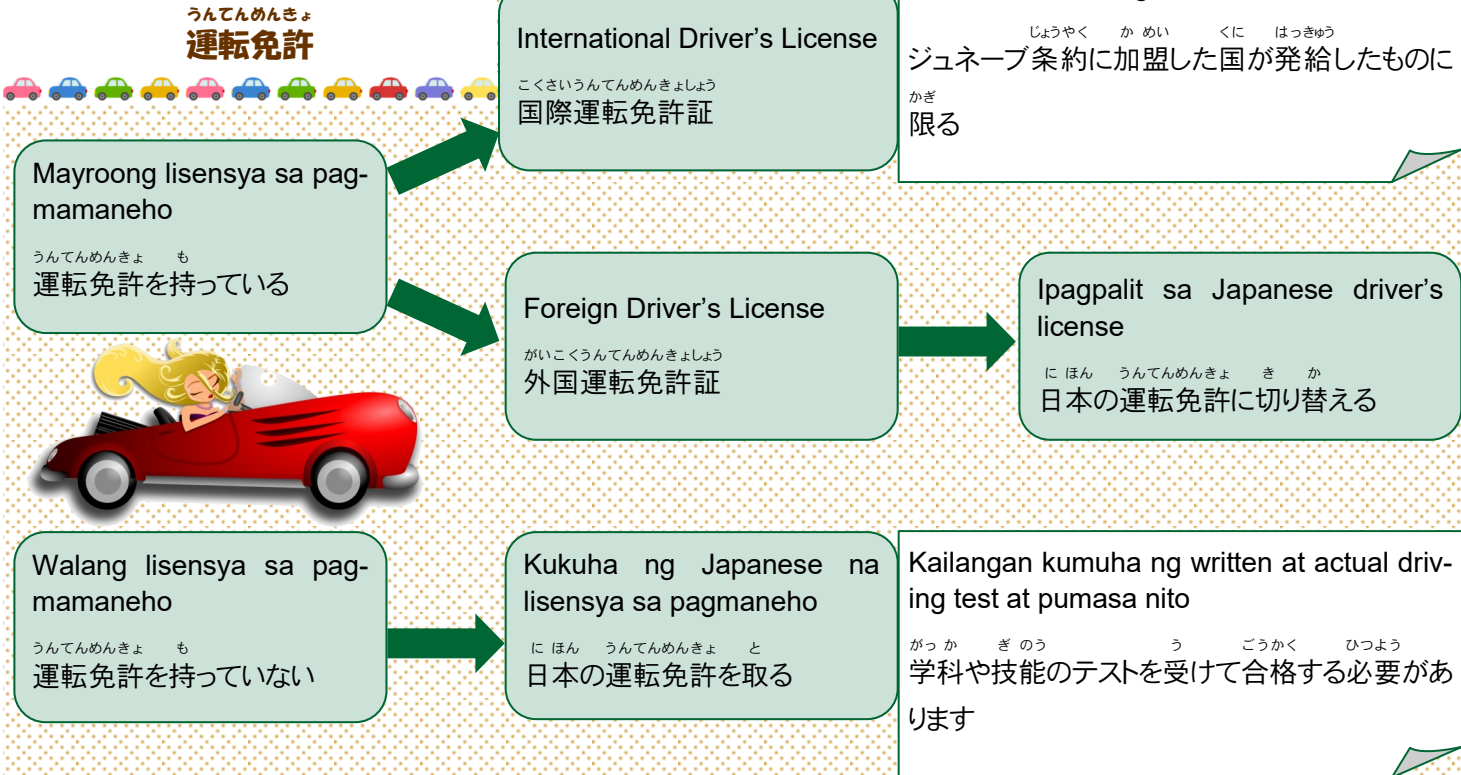 うんてんめんきょ
運転免許
International Driver's License
こくさいうんてんめんきょしょう
国際運転免許証
じょうやく か めい くに はっきゅう
ジュネーブ条約に加盟した国が発給したものに
かぎ
限る
Mayroong lisensya sa pag-
mamaneho
うんてんめんきょ も
運転免許を持っている
Foreign Driver's License
がいこくうんてんめんきょしょう
外国運転免許証
Ipagpalit sa Japanese driver's
license
に ほん うんてんめんきょ き か
日本の運転免許に切り替える
Walang lisensya sa pag-
mamaneho
うんてんめんきょ も
運転免許を持っていない
Kukuha ng Japanese na
lisensya sa pagmaneho
に ほん うんてんめんきょ と
日本の運転免許を取る
Kailangan kumuha ng written at actual driv-
ing test at pumasa nito
がっ か ぎ のう う ごうかく ひつよう
学科や技能のテストを受けて合格する必要があ
ります